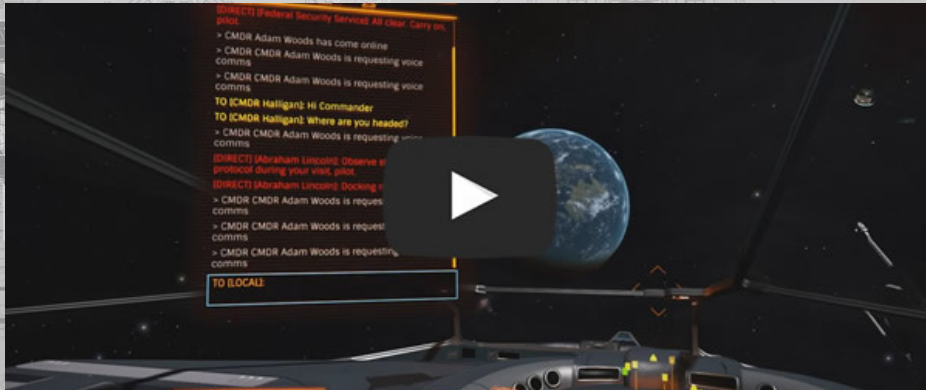 [DIRECT] [Federal Security Service]: All clear. Carry on,
pilot.
> CMDR Adam Woods has come online
> CMDR CMDR Adam Woods is requesting voice
comms
> CMDR CMDR Adam Woods is requesting voice
comms
TO [CMDR Halligan]: Hi Commander
TO [CMDR Halligan]: Where are you headed?
> CMDR CMDR Adam Woods is requesting voice
comms
[DIRECT] [Abraham Lincoln]: Observe
protocol during your visit, pilot.
[DIRECT] [Abraham Lincoln]: Docking
> CMDR CMDR Adam Woods is
comms
> CMDR CMDR Adam Woods is
comms
> CMDR CMDR Adam Woods is requesting
comms
TO [LOCAL]: